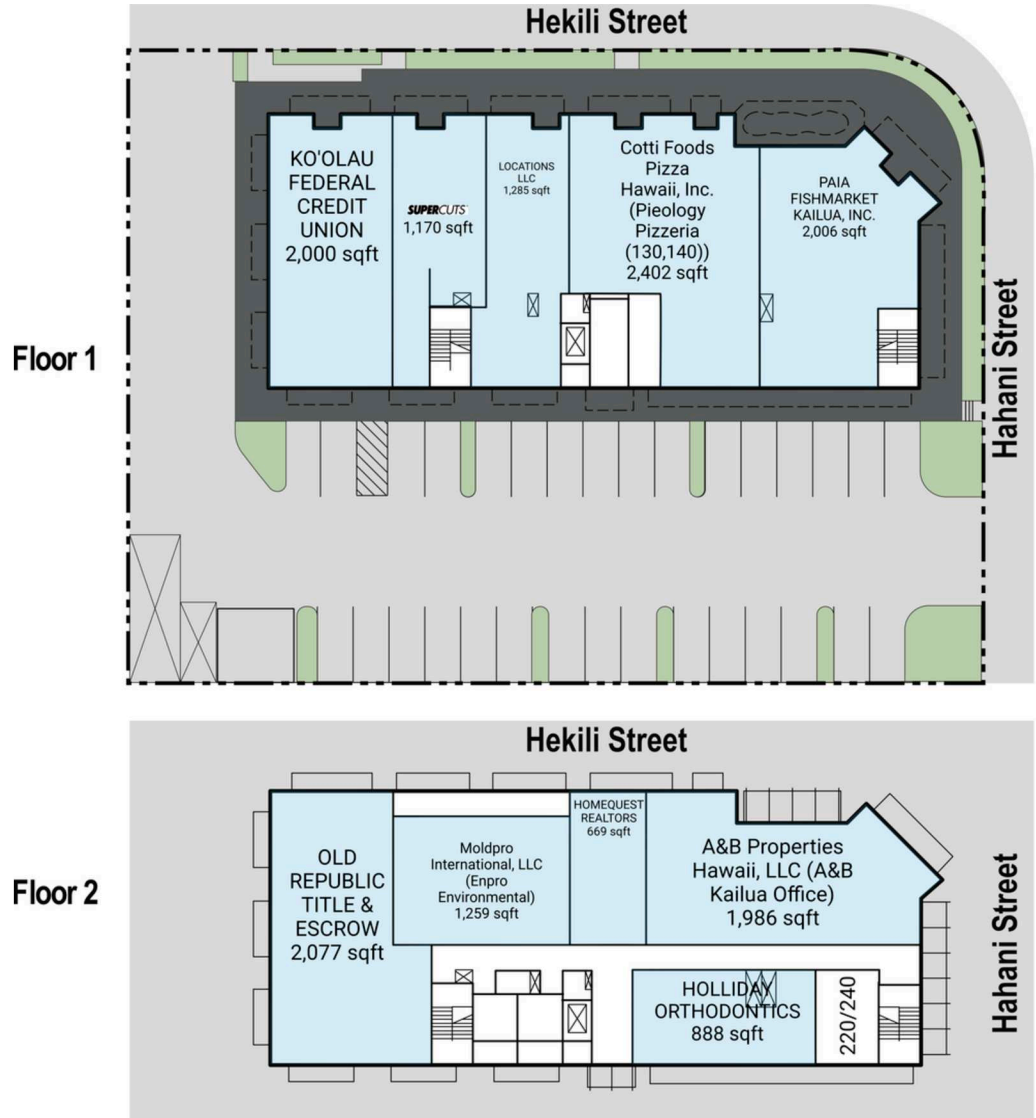 Hekili Street
KO'OLAU
FEDERAL
CREDIT
UNION
2,000 sqft
SUPERCUTS
1,170 sqft
LOCATIONS
LLC
1,285 sqft
Cotti Foods
Pizza
Hawaii, Inc.
(Pieology
Pizzeria
(130,140))
2,402 sqft
PAIA
FISHMARKET
KAILUA, INC.
2,006 sqft
Floor 1
Hahani Street
Hekili Street
OLD
REPUBLIC
TITLE &
ESCROW
2,077 sqft
Moldpro
International, LLC
(Enpro
Environmental)
1,259 sqft
HOMEQUEST
REALTORS
669 sqft
A&B Properties
Hawaii, LLC (A&B
Kailua Office)
1,986 sqft
Floor 2
HOLLIDAY
ORTHODONTICS
888 sqft
220/240
Hahani Street